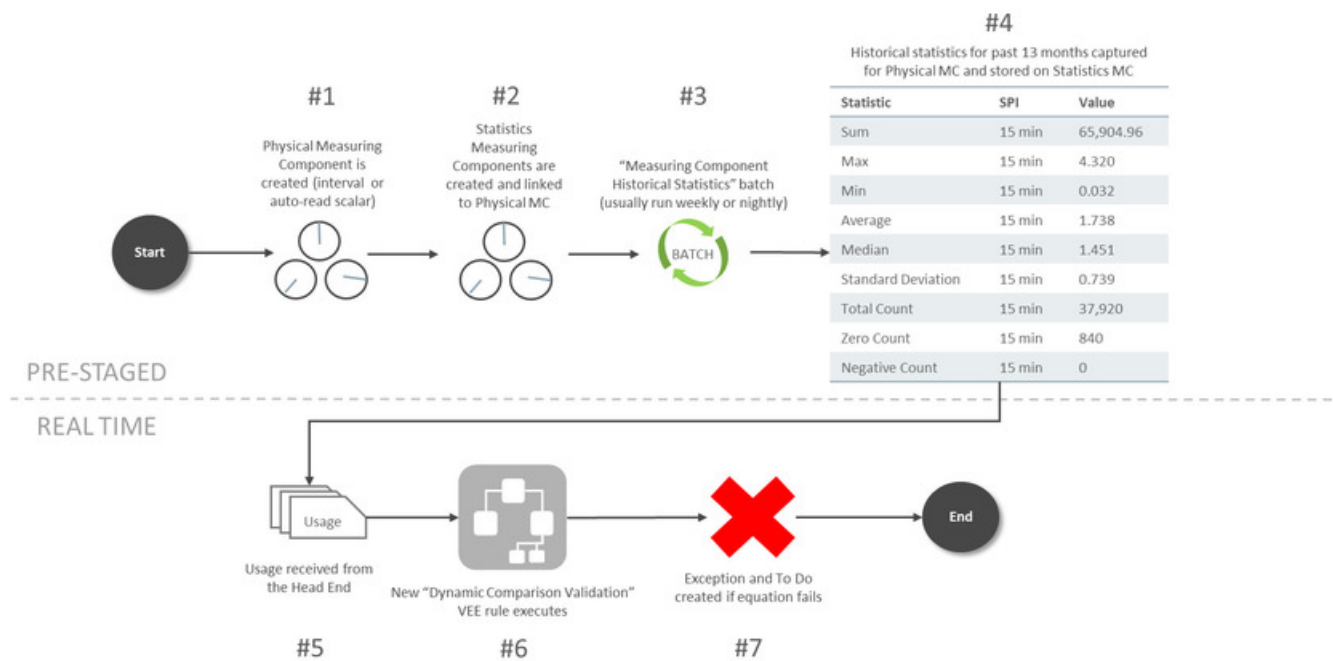 #4
Historical statistics for past 13 months captured
for Physical MC and stored on Statistics MC
#1
Physical Measuring
Component is
created (interval or
auto-read scalar)
#2
Statistics
Measuring
Components are
created and linked
to Physical MC
#3
“Measuring Component
Historical Statistics” batch
(usually run weekly or nightly)
Statistic SPI Value
Sum 15 min 65,904.96
Max 15 min 4.320
Min 15 min 0.032
Average 15 min 1.738
Median 15 min 1.451
Standard Deviation 15 min 0.739
Total Count 15 min 37,920
Zero Count 15 min 840
Negative Count 15 min 0
Start
BATCH
PRE-STAGED
REAL TIME
Usage
End
Usage received from
the Head End
New “Dynamic Comparison Validation”
VEE rule executes
Exception and To Do
created if equation fails
#5
#6
#7